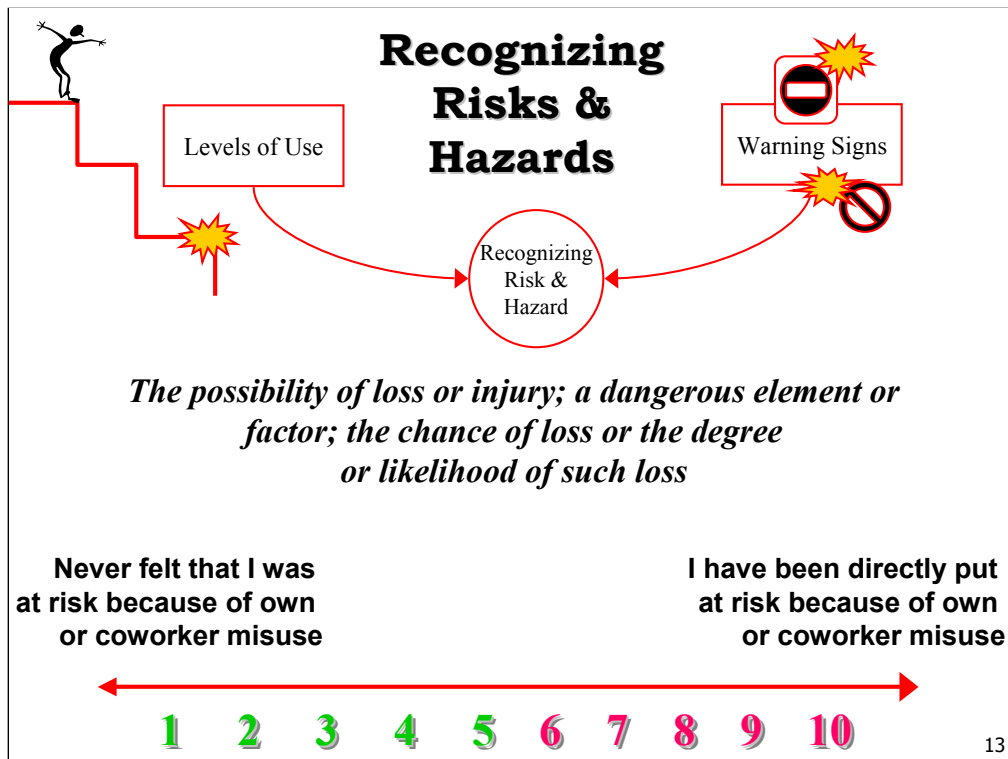 Recognizing
Risks &
Hazards
Levels of Use
Warning Signs
Recognizing
Risk &
Hazard
The possibility of loss or injury; a dangerous element or
factor; the chance of loss or the degree
or likelihood of such loss
Never felt that I was
at risk because of own
or coworker misuse
I have been directly put
at risk because of own
or coworker misuse
1 2 3 4 5 6 7 8 9 10
13